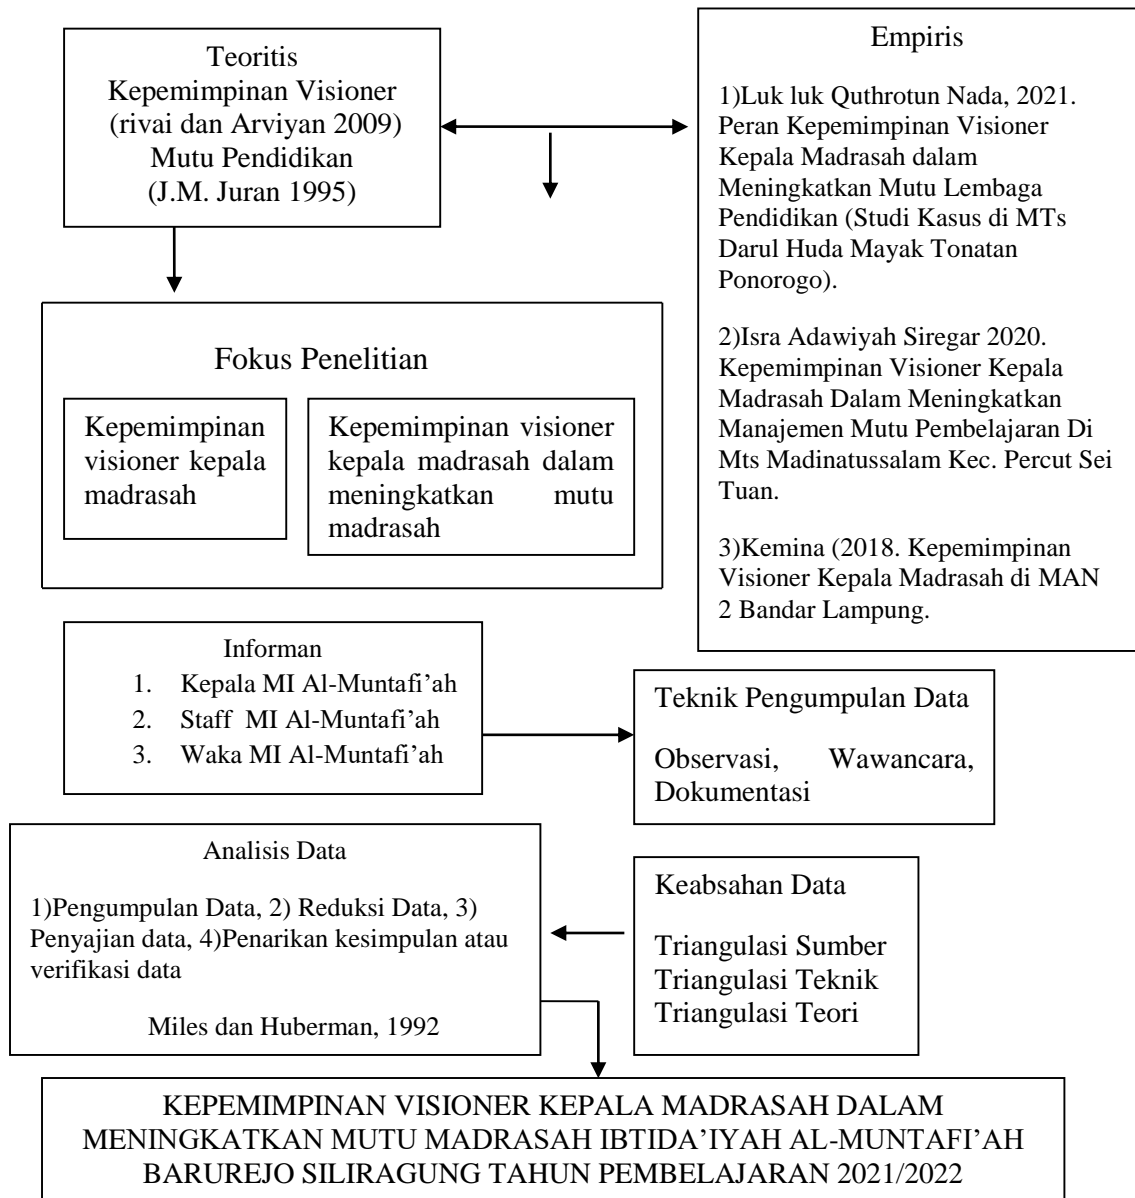 Teoritis
Kepemimpinan Visioner
(rivai dan Arviyan 2009)
Mutu Pendidikan
(J.M. Juran 1995)
Empiris
1)Luk luk Quthrotun Nada, 2021.
Peran Kepemimpinan Visioner
Kepala Madrasah dalam
Meningkatkan Mutu Lembaga
Pendidikan (Studi Kasus di MTs
Darul Huda Mayak Tonatan
Ponorogo).
2)Isra Adawiyah Siregar 2020.
Kepemimpinan Visioner Kepala
Madrasah Dalam Meningkatkan
Manajemen Mutu Pembelajaran Di
Mts Madinatussalam Kec. Percut Sei
Tuan.
3)Kemina (2018. Kepemimpinan
Visioner Kepala Madrasah di MAN
2 Bandar Lampung.
Fokus Penelitian
Kepemimpinan
visioner kepala
madrasah
Kepemimpinan visioner
kepala madrasah dalam
meningkatkan mutu
madrasah
Informan
1. Kepala MI Al-Muntafi’ah
2. Staff MI Al-Muntafi’ah
3. Waka MI Al-Muntafi’ah
Teknik Pengumpulan Data
Observasi, Wawancara,
Dokumentasi
Analisis Data
1)Pengumpulan Data, 2) Reduksi Data, 3)
Penyajian data, 4)Penarikan kesimpulan atau
verifikasi data
Miles dan Huberman, 1992
Keabsahan Data
Triangulasi Sumber
Triangulasi Teknik
Triangulasi Teori
KEPEMIMPINAN VISIONER KEPALA MADRASAH DALAM
MENINGKATKAN MUTU MADRASAH IBTIDA’IYAH AL-MUNTAFI’AH
BARUREJO SILIRAGUNG TAHUN PEMBELAJARAN 2021/2022